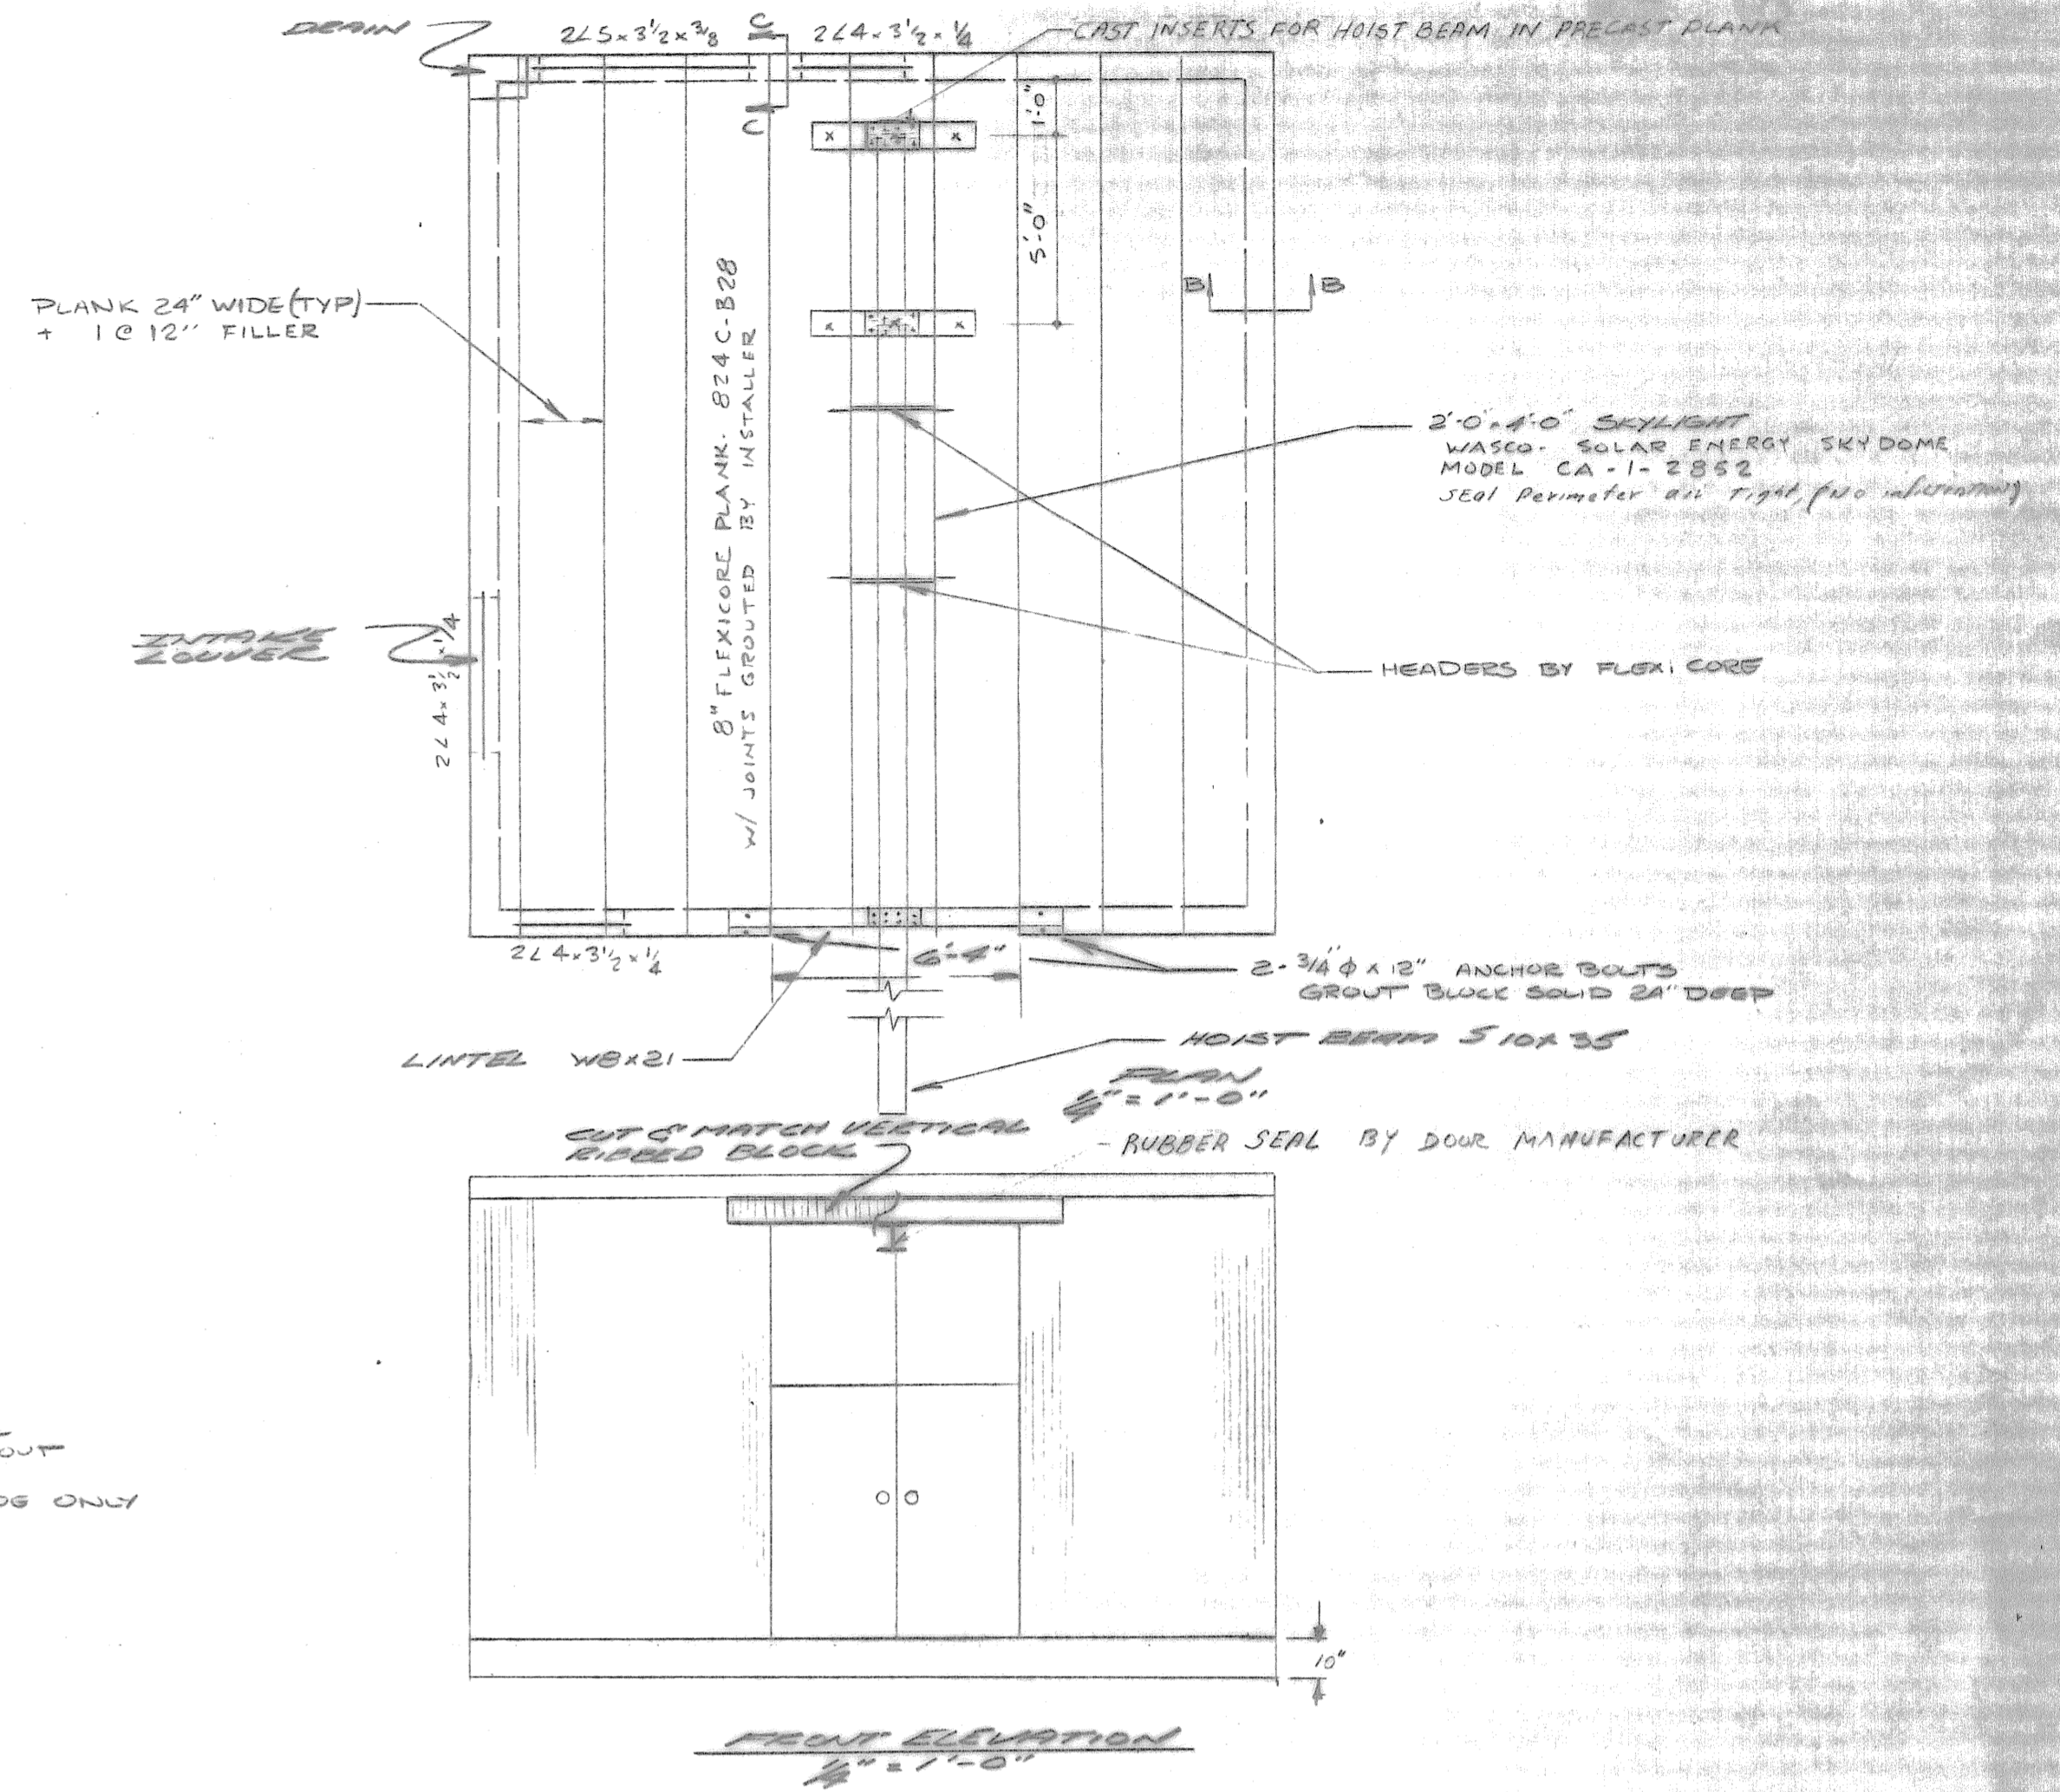 DRAIN
2∠5×3½×⅜
C
2∠4×3½×¼
CAST INSERTS FOR HOIST BEAM IN PRECAST PLANK
C
1'-0"
5'-0"
B
B
PLANK 24" WIDE (TYP)
+ 1 @ 12" FILLER
8" FLEXICORE PLANK. 824C-B28
W/ JOINTS GROUTED BY INSTALLER
2'-0"×4'-0" SKYLIGHT
WASCO- SOLAR ENERGY SKYDOME
MODEL CA-1-2852
SEAl Perimeter air Tight, (NO infiltration)
INTAKE
LOUVER
2∠4×3½×¼
HEADERS BY FLEXiCORE
2∠4×3½×¼
6'-4"
2-3/4"ϕ×12" ANCHOR BOLTS
GROUT BLOCK SOLID 24" DEEP
LINTEL W8×21
HOIST BEAM S 10×35
PLAN
¼" = 1'-0"
CUT & MATCH VERTICAL
RIBBED BLOCK
- RUBBER SEAL BY DOOR MANUFACTURER
OUT
ONLY
10"
FRONT ELEVATION
¼" = 1'-0"